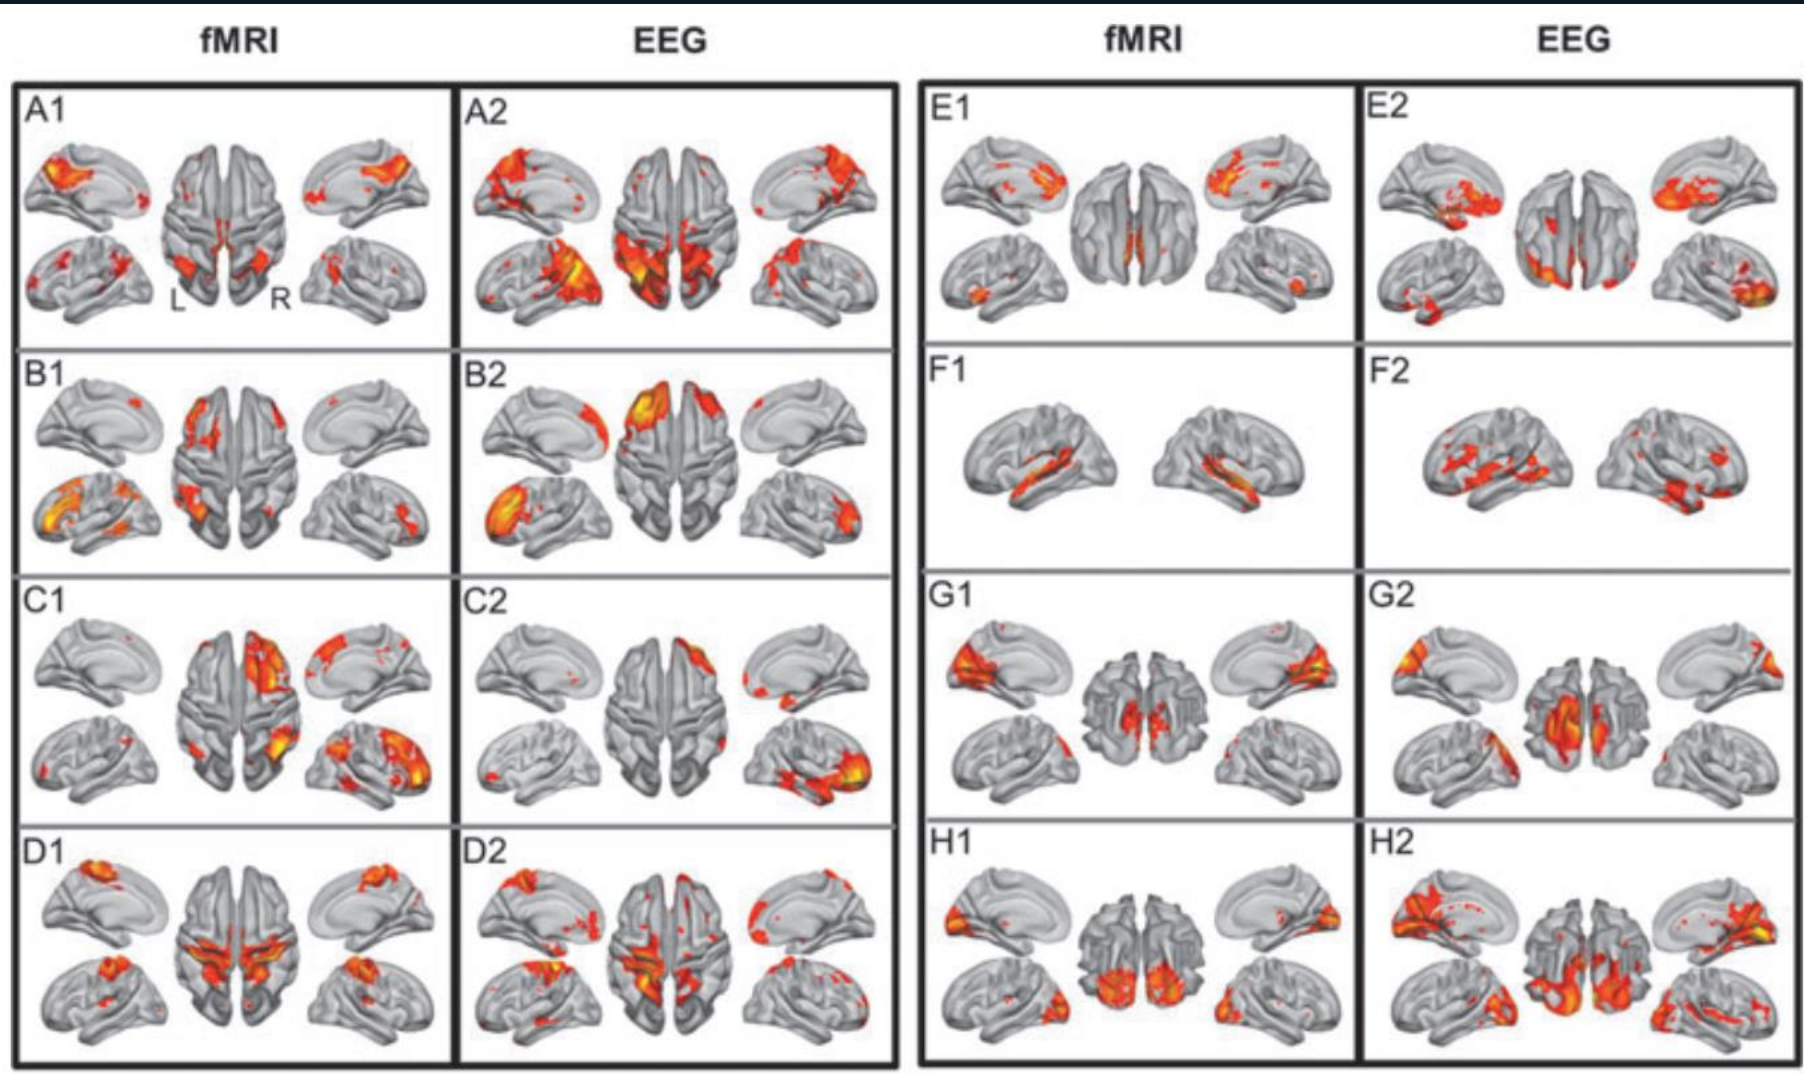 fMRI EEG fMRI EEG
A1 A2 E1 E2
L R
B1 B2 F1 F2
C1 C2 G1 G2
D1 D2 H1 H2